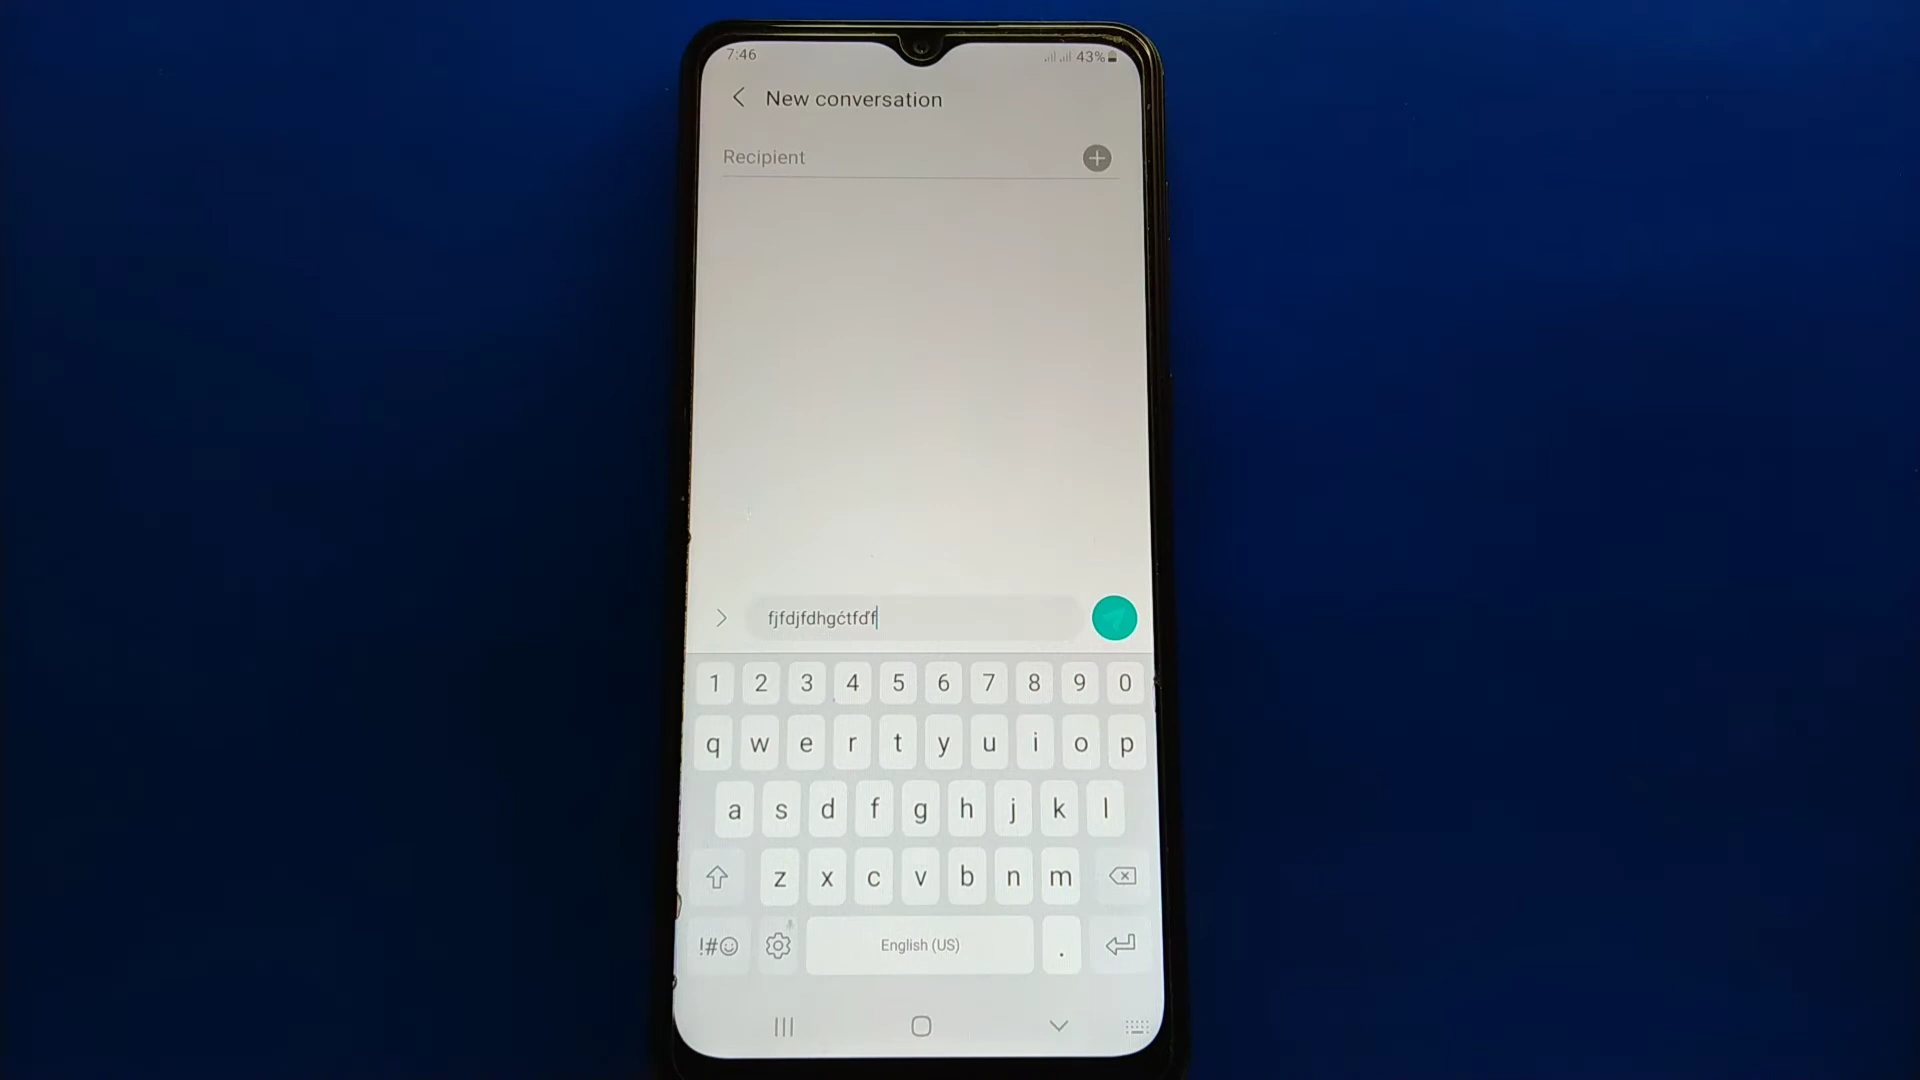 7:46 43%
New conversation
Recipient
fjfdjfdhgćtfďf
1 2 3 4 5 6 7 8 9 0
q w e r t y u i o p
a s d f g h j k l
z x c v b n m
!# English (US) .